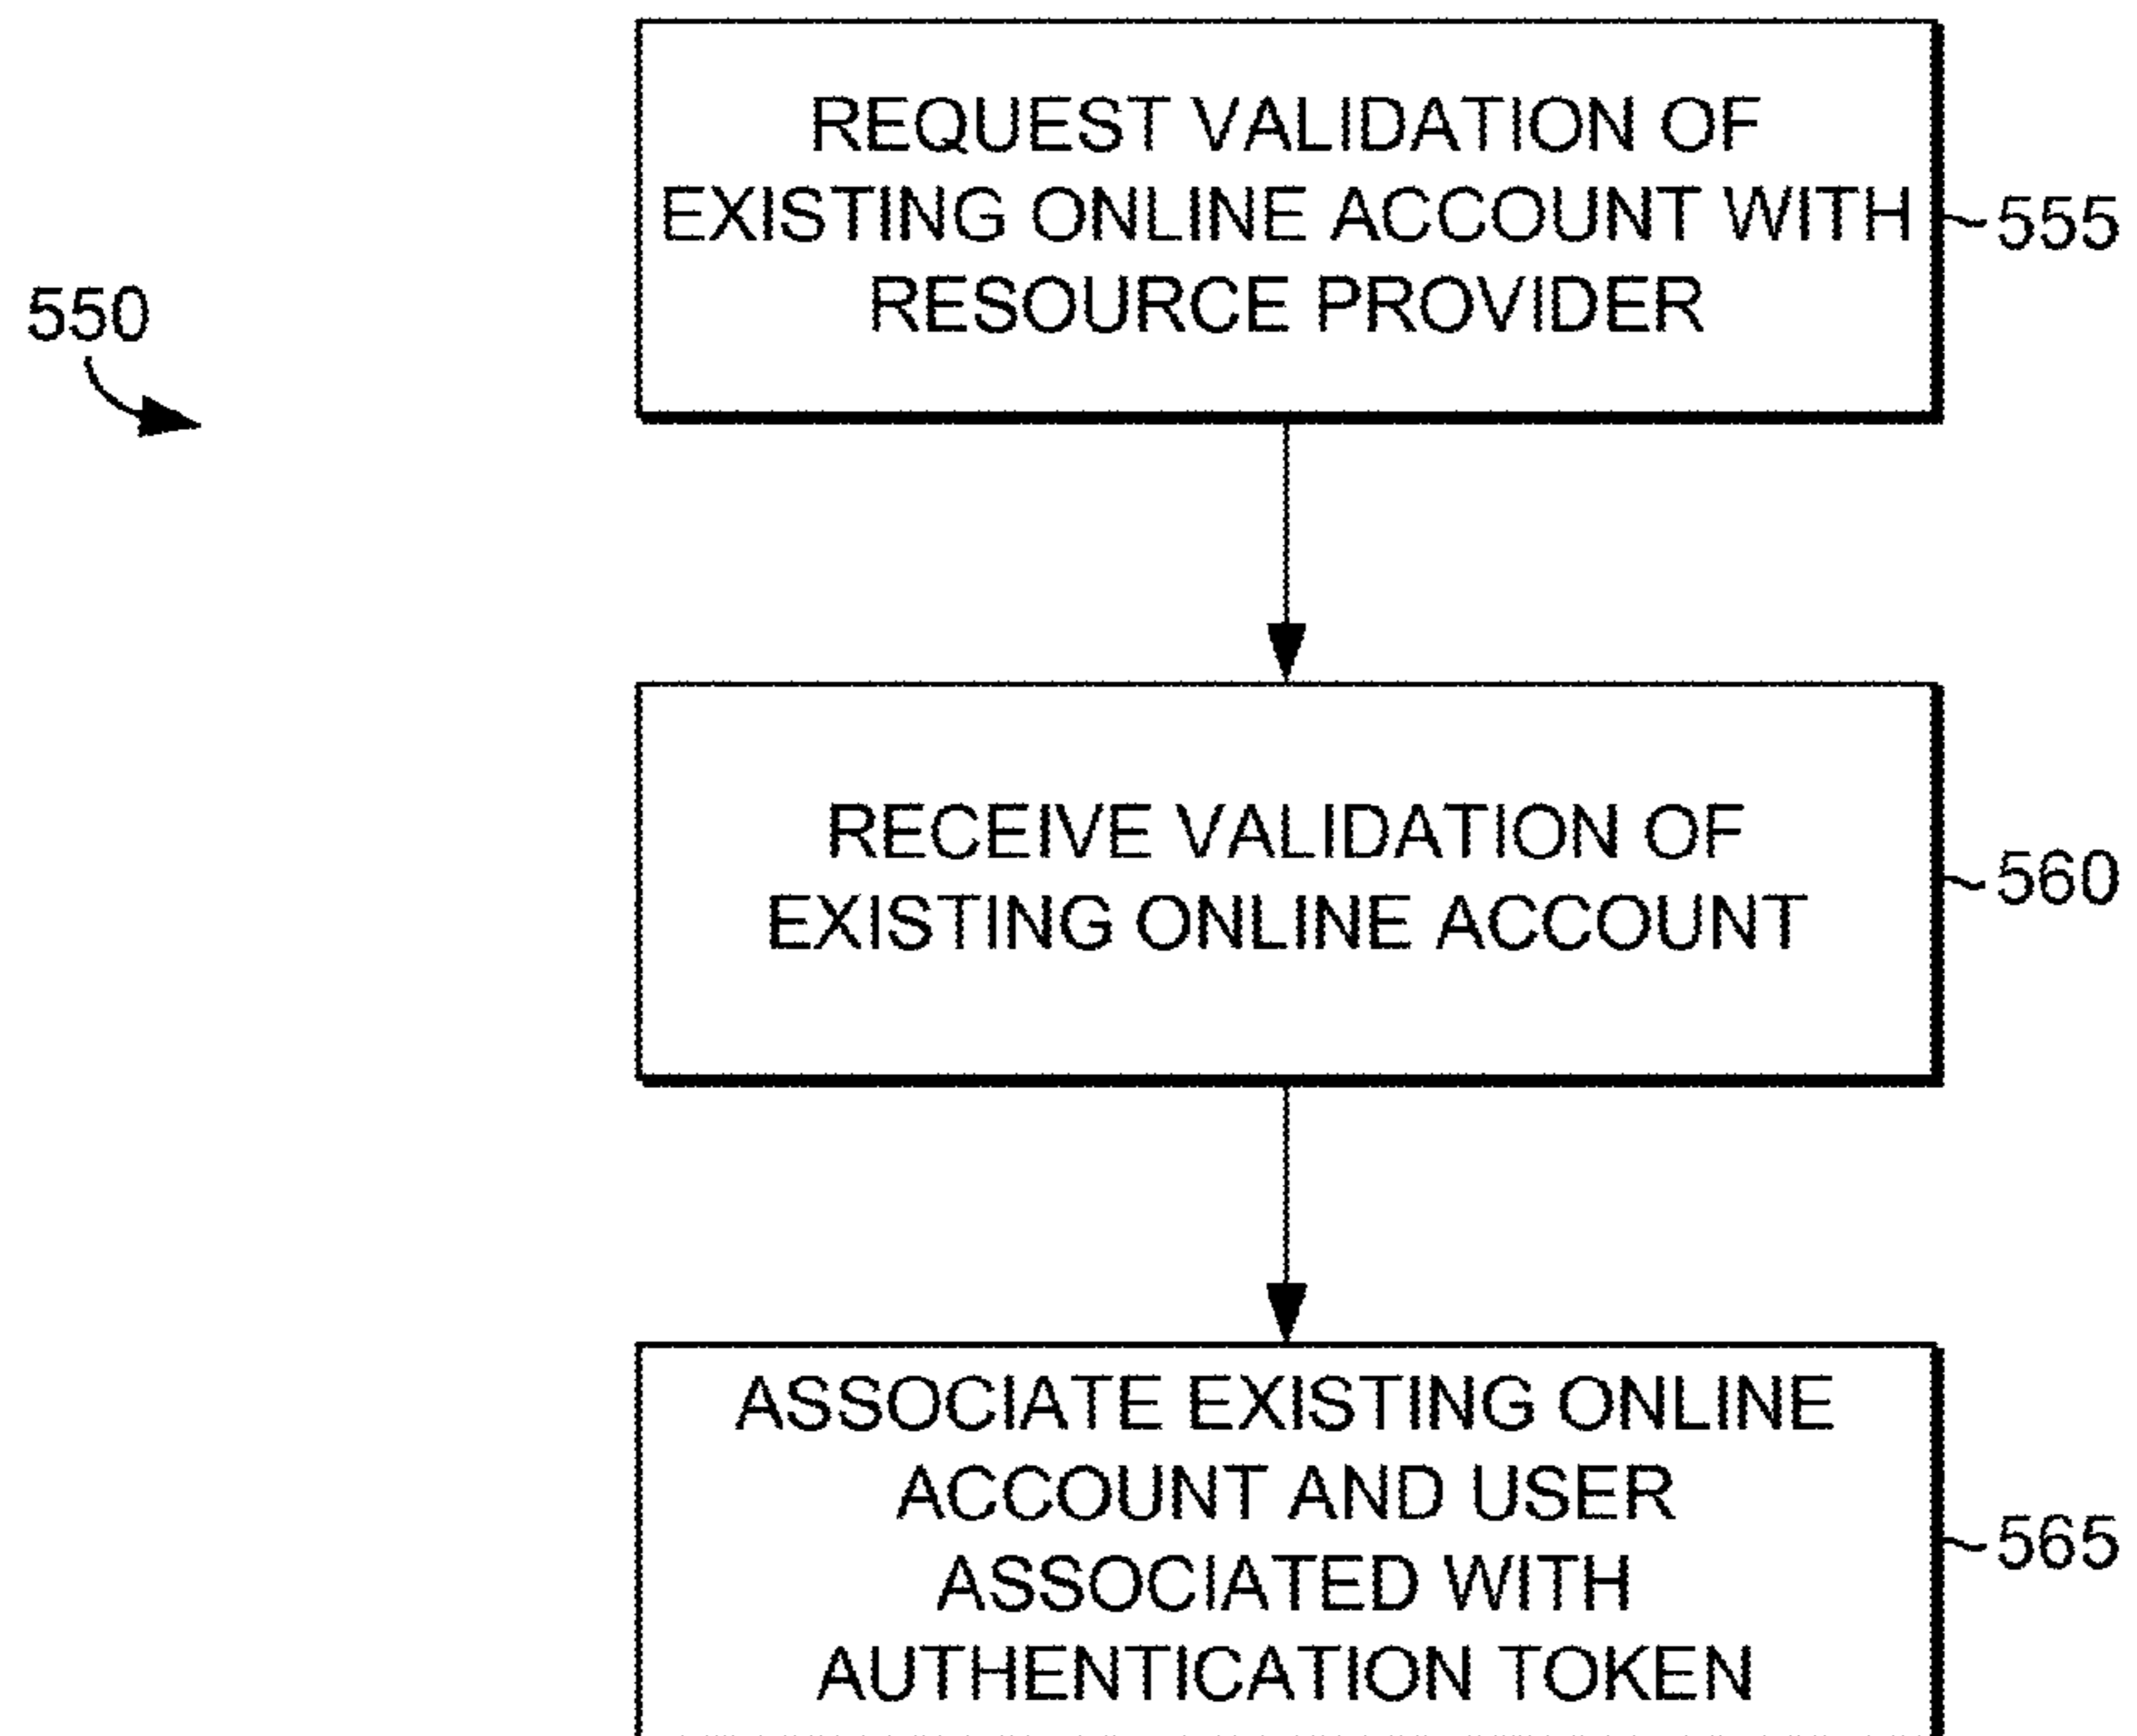 REQUEST VALIDATION OF
EXISTING ONLINE ACCOUNT WITH
RESOURCE PROVIDER
555
550
RECEIVE VALIDATION OF
EXISTING ONLINE ACCOUNT
560
ASSOCIATE EXISTING ONLINE
ACCOUNT AND USER
ASSOCIATED WITH
AUTHENTICATION TOKEN
565